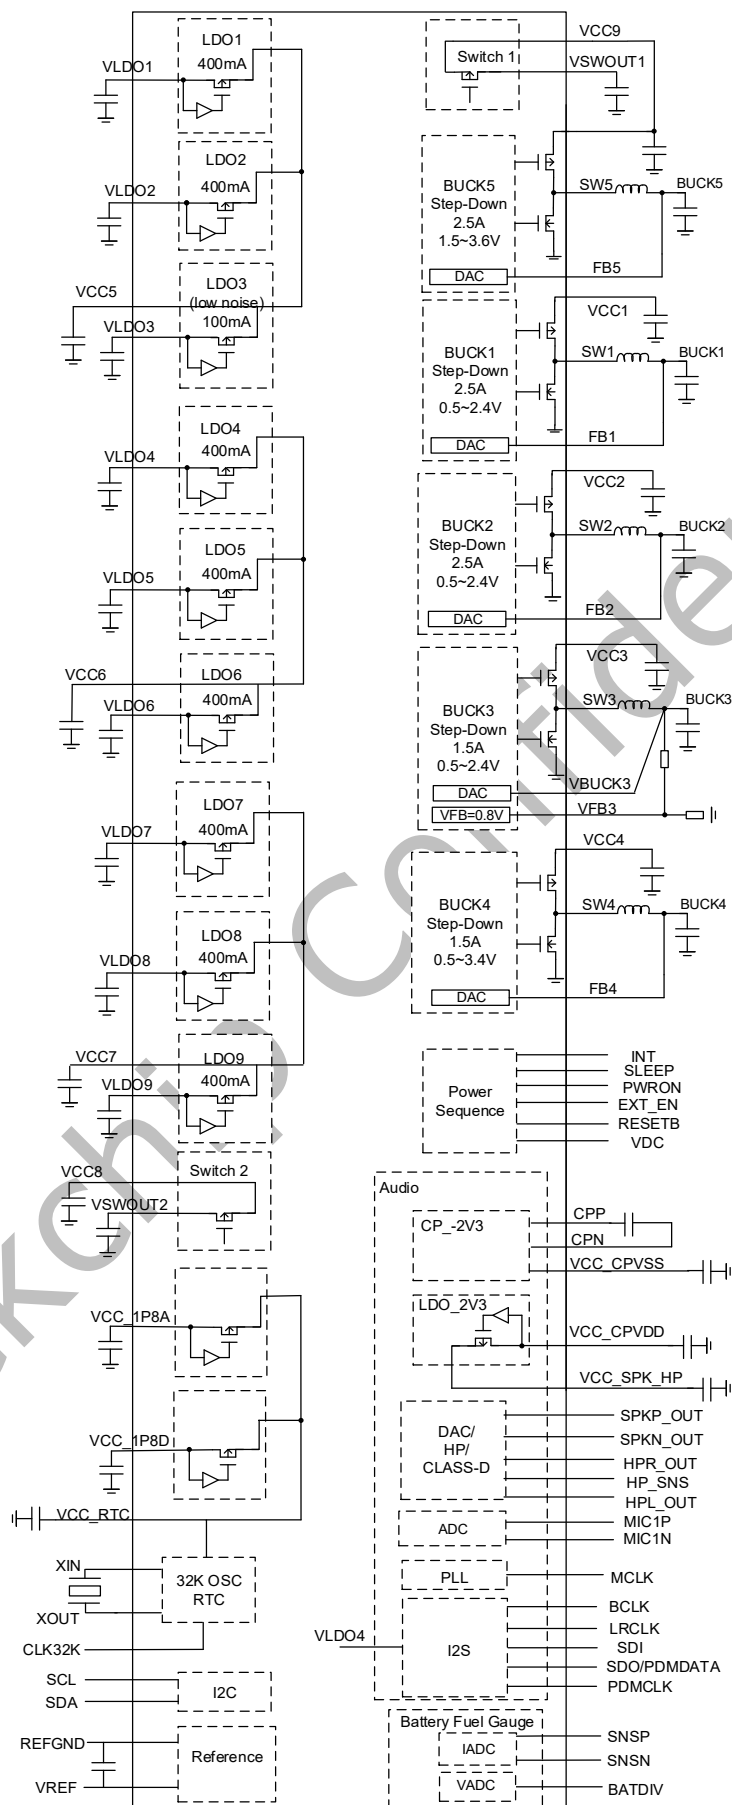 LDO1
400mA
VLDO1
LDO2
400mA
VLDO2
LDO3
(low noise)
100mA
VCC5
VLDO3
LDO4
400mA
VLDO4
LDO5
400mA
VLDO5
LDO6
400mA
VCC6
VLDO6
LDO7
400mA
VLDO7
LDO8
400mA
VLDO8
LDO9
400mA
VCC7
VLDO9
Switch 2
VCC8
VSWOUT2
VCC_1P8A
VCC_1P8D
VCC_RTC
XIN
XOUT
32K OSC
RTC
CLK32K
SCL
SDA
I2C
REFGND
VREF
Reference
Switch 1
VCC9
VSWOUT1
BUCK5
Step-Down
2.5A
1.5~3.6V
DAC
SW5
BUCK5
FB5
BUCK1
Step-Down
2.5A
0.5~2.4V
DAC
VCC1
SW1
BUCK1
FB1
BUCK2
Step-Down
2.5A
0.5~2.4V
DAC
VCC2
SW2
BUCK2
FB2
BUCK3
Step-Down
1.5A
0.5~2.4V
DAC
VFB=0.8V
VCC3
SW3
BUCK3
VBUCK3
VFB3
BUCK4
Step-Down
1.5A
0.5~3.4V
DAC
VCC4
SW4
BUCK4
FB4
Power
Sequence
INT
SLEEP
PWRON
EXT_EN
RESETB
VDC
Audio
CP_-2V3
CPP
CPN
VCC_CPVSS
LDO_2V3
VCC_CPVDD
VCC_SPK_HP
DAC/
HP/
CLASS-D
SPKP_OUT
SPKN_OUT
HPR_OUT
HP_SNS
HPL_OUT
ADC
MIC1P
MIC1N
PLL
MCLK
VLDO4
I2S
BCLK
LRCLK
SDI
SDO/PDMDATA
PDMCLK
Battery Fuel Gauge
IADC
VADC
SNSP
SNSN
BATDIV